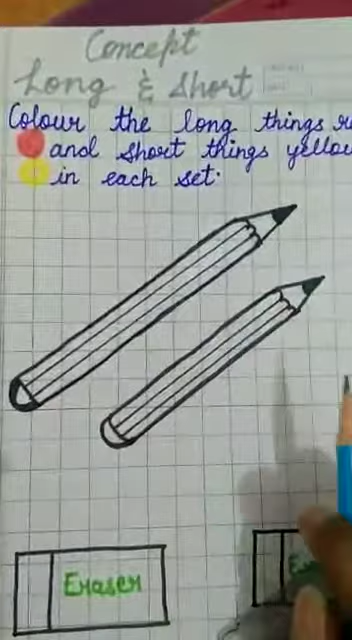 Concept
Long & Short
Colour the long things
and short things
in each set.
Eraser